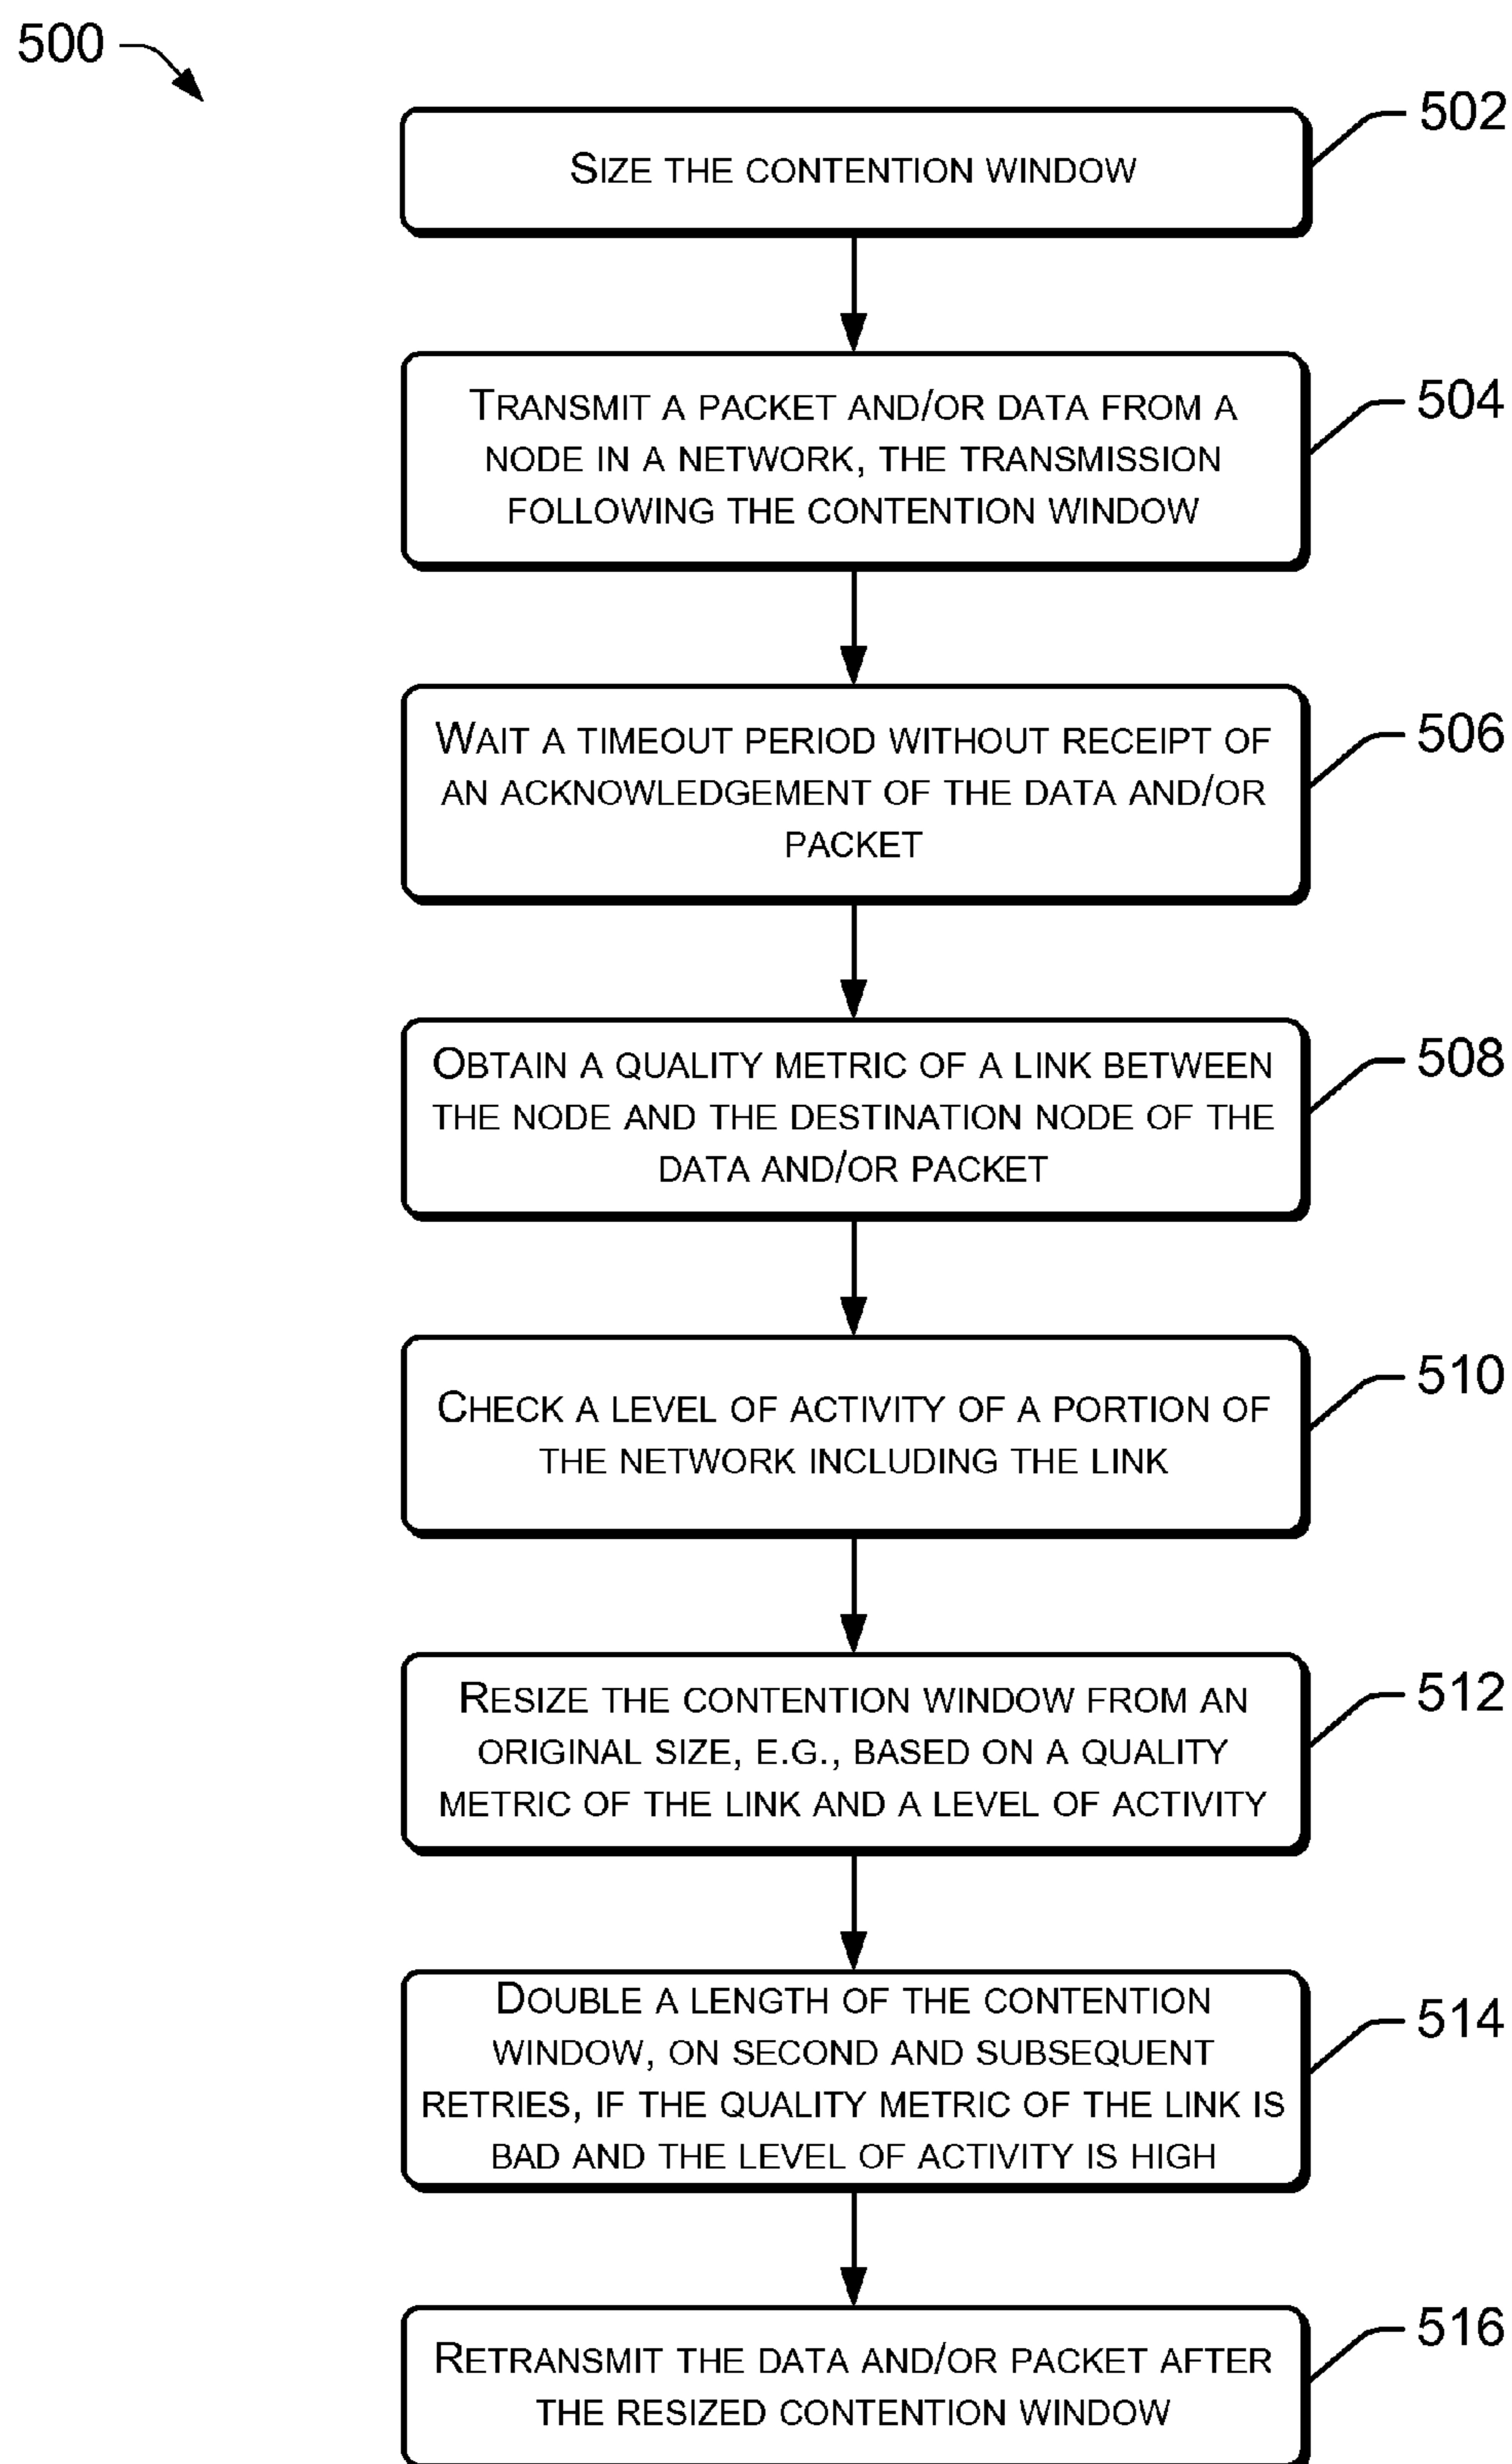 500
502
SIZE THE CONTENTION WINDOW
504
TRANSMIT A PACKET AND/OR DATA FROM A
NODE IN A NETWORK, THE TRANSMISSION
FOLLOWING THE CONTENTION WINDOW
506
WAIT A TIMEOUT PERIOD WITHOUT RECEIPT OF
AN ACKNOWLEDGEMENT OF THE DATA AND/OR
PACKET
508
OBTAIN A QUALITY METRIC OF A LINK BETWEEN
THE NODE AND THE DESTINATION NODE OF THE
DATA AND/OR PACKET
510
CHECK A LEVEL OF ACTIVITY OF A PORTION OF
THE NETWORK INCLUDING THE LINK
512
RESIZE THE CONTENTION WINDOW FROM AN
ORIGINAL SIZE, E.G., BASED ON A QUALITY
METRIC OF THE LINK AND A LEVEL OF ACTIVITY
514
DOUBLE A LENGTH OF THE CONTENTION
WINDOW, ON SECOND AND SUBSEQUENT
RETRIES, IF THE QUALITY METRIC OF THE LINK IS
BAD AND THE LEVEL OF ACTIVITY IS HIGH
516
RETRANSMIT THE DATA AND/OR PACKET AFTER
THE RESIZED CONTENTION WINDOW